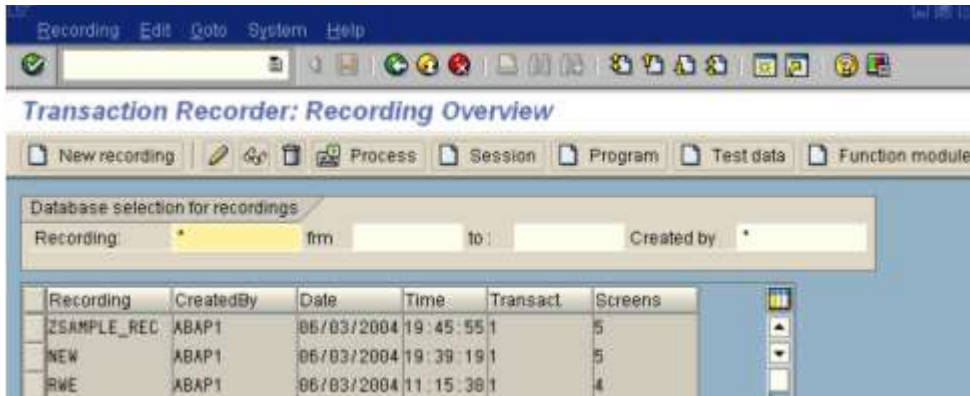 Recording Edit Goto System Help
Transaction Recorder: Recording Overview
New recording Process Session Program Test data Function module
Database selection for recordings
Recording: * frm to : Created by *
Recording CreatedBy Date Time Transact. Screens
ZSAMPLE_REC ABAP1 06/03/2004 19:45:55 1 5
NEW ABAP1 06/03/2004 19:39:19 1 5
RWE ABAP1 06/03/2004 11:15:38 1 4